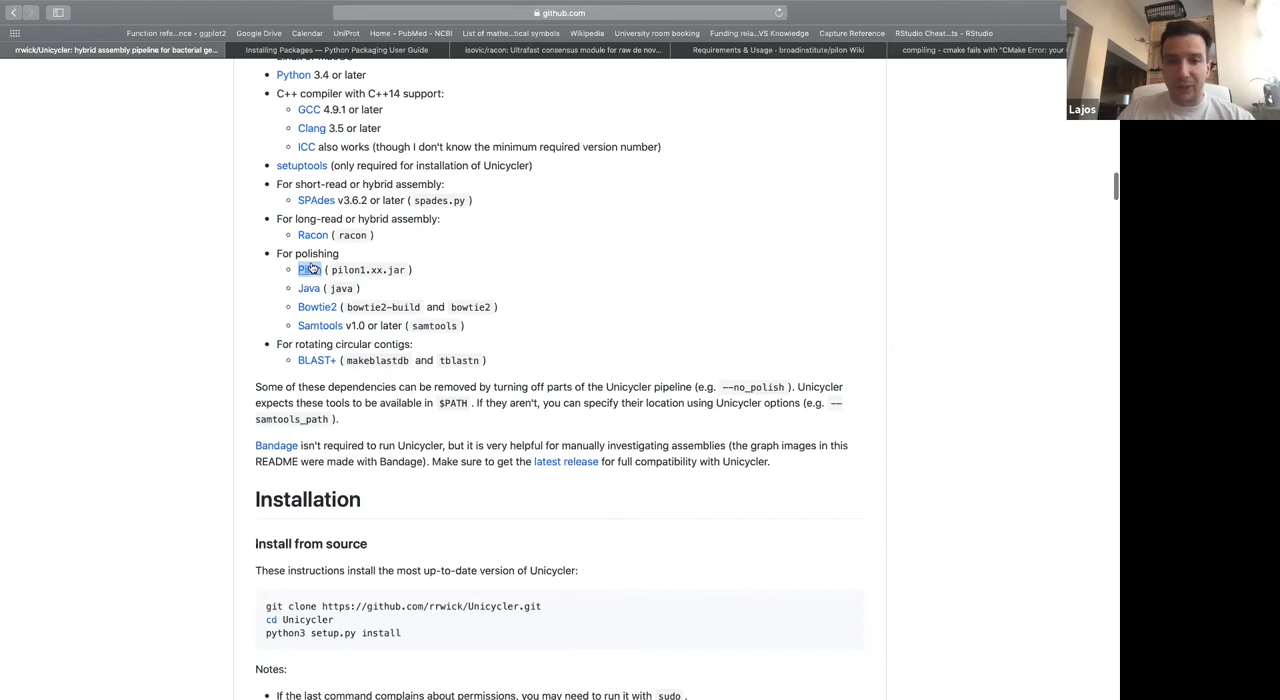 github.com
Function refe...nce - ggplot2 Google Drive Calendar UniProt Home - PubMed - NCBI List of mathe...tical symbols Wikipedia University room booking Funding rela...VS Knowledge Capture Reference RStudio Cheat...ts - RStudio
rrwick/Unicycler: hybrid assembly pipeline for bacterial ge... Installing Packages — Python Packaging User Guide isovic/racon: Ultrafast consensus module for raw de nov... Requirements & Usage · broadinstitute/pilon Wiki compiling - cmake fails with "CMake Error: your
Lajos
Linux or macOS
Python 3.4 or later
C++ compiler with C++14 support:
GCC 4.9.1 or later
Clang 3.5 or later
ICC also works (though I don't know the minimum required version number)
setuptools (only required for installation of Unicycler)
For short-read or hybrid assembly:
SPAdes v3.6.2 or later ( spades.py )
For long-read or hybrid assembly:
Racon ( racon )
For polishing
Pilon ( pilon1.xx.jar )
Java ( java )
Bowtie2 ( bowtie2-build and bowtie2 )
Samtools v1.0 or later ( samtools )
For rotating circular contigs:
BLAST+ ( makeblastdb and tblastn )
Some of these dependencies can be removed by turning off parts of the Unicycler pipeline (e.g. --no_polish ). Unicycler
expects these tools to be available in $PATH . If they aren't, you can specify their location using Unicycler options (e.g. --
samtools_path ).
Bandage isn't required to run Unicycler, but it is very helpful for manually investigating assemblies (the graph images in this
README were made with Bandage). Make sure to get the latest release for full compatibility with Unicycler.
Installation
Install from source
These instructions install the most up-to-date version of Unicycler:
git clone https://github.com/rrwick/Unicycler.git
cd Unicycler
python3 setup.py install
Notes:
If the last command complains about permissions, you may need to run it with sudo .